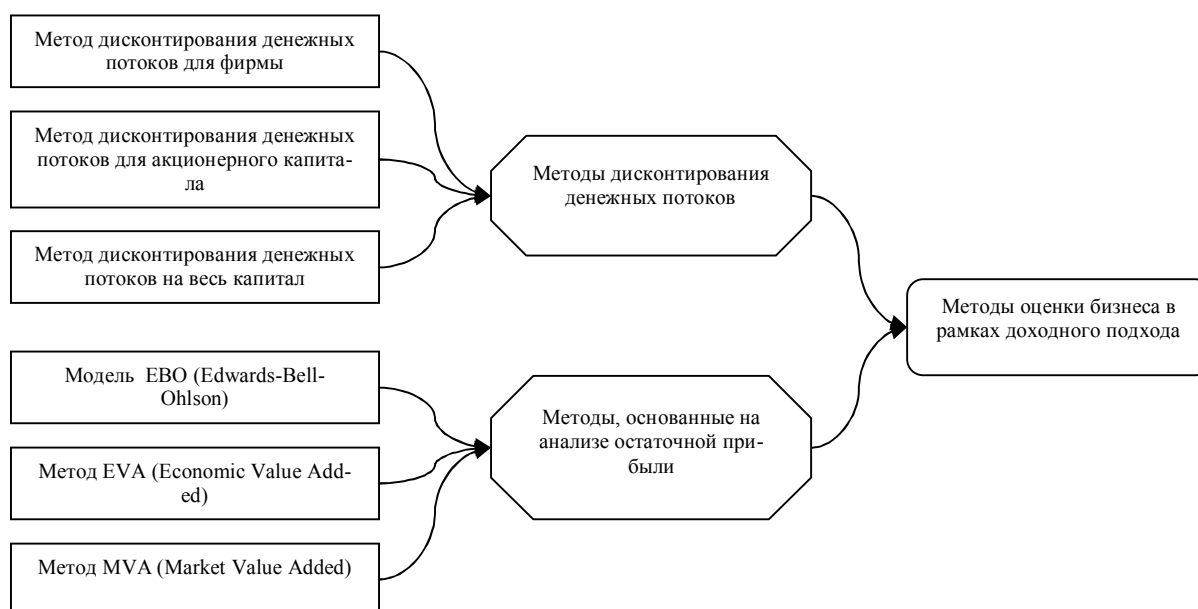 Метод дисконтирования денежных
потоков для фирмы
Метод дисконтирования денежных
потоков для акционерного капита-
ла
Метод дисконтирования денежных
потоков на весь капитал
Модель EBO (Edwards-Bell-
Ohlson)
Метод EVA (Economic Value Add-
ed)
Метод MVA (Market Value Added)
Методы дисконтирования
денежных потоков
Методы, основанные на
анализе остаточной при-
были
Методы оценки бизнеса в
рамках доходного подхода